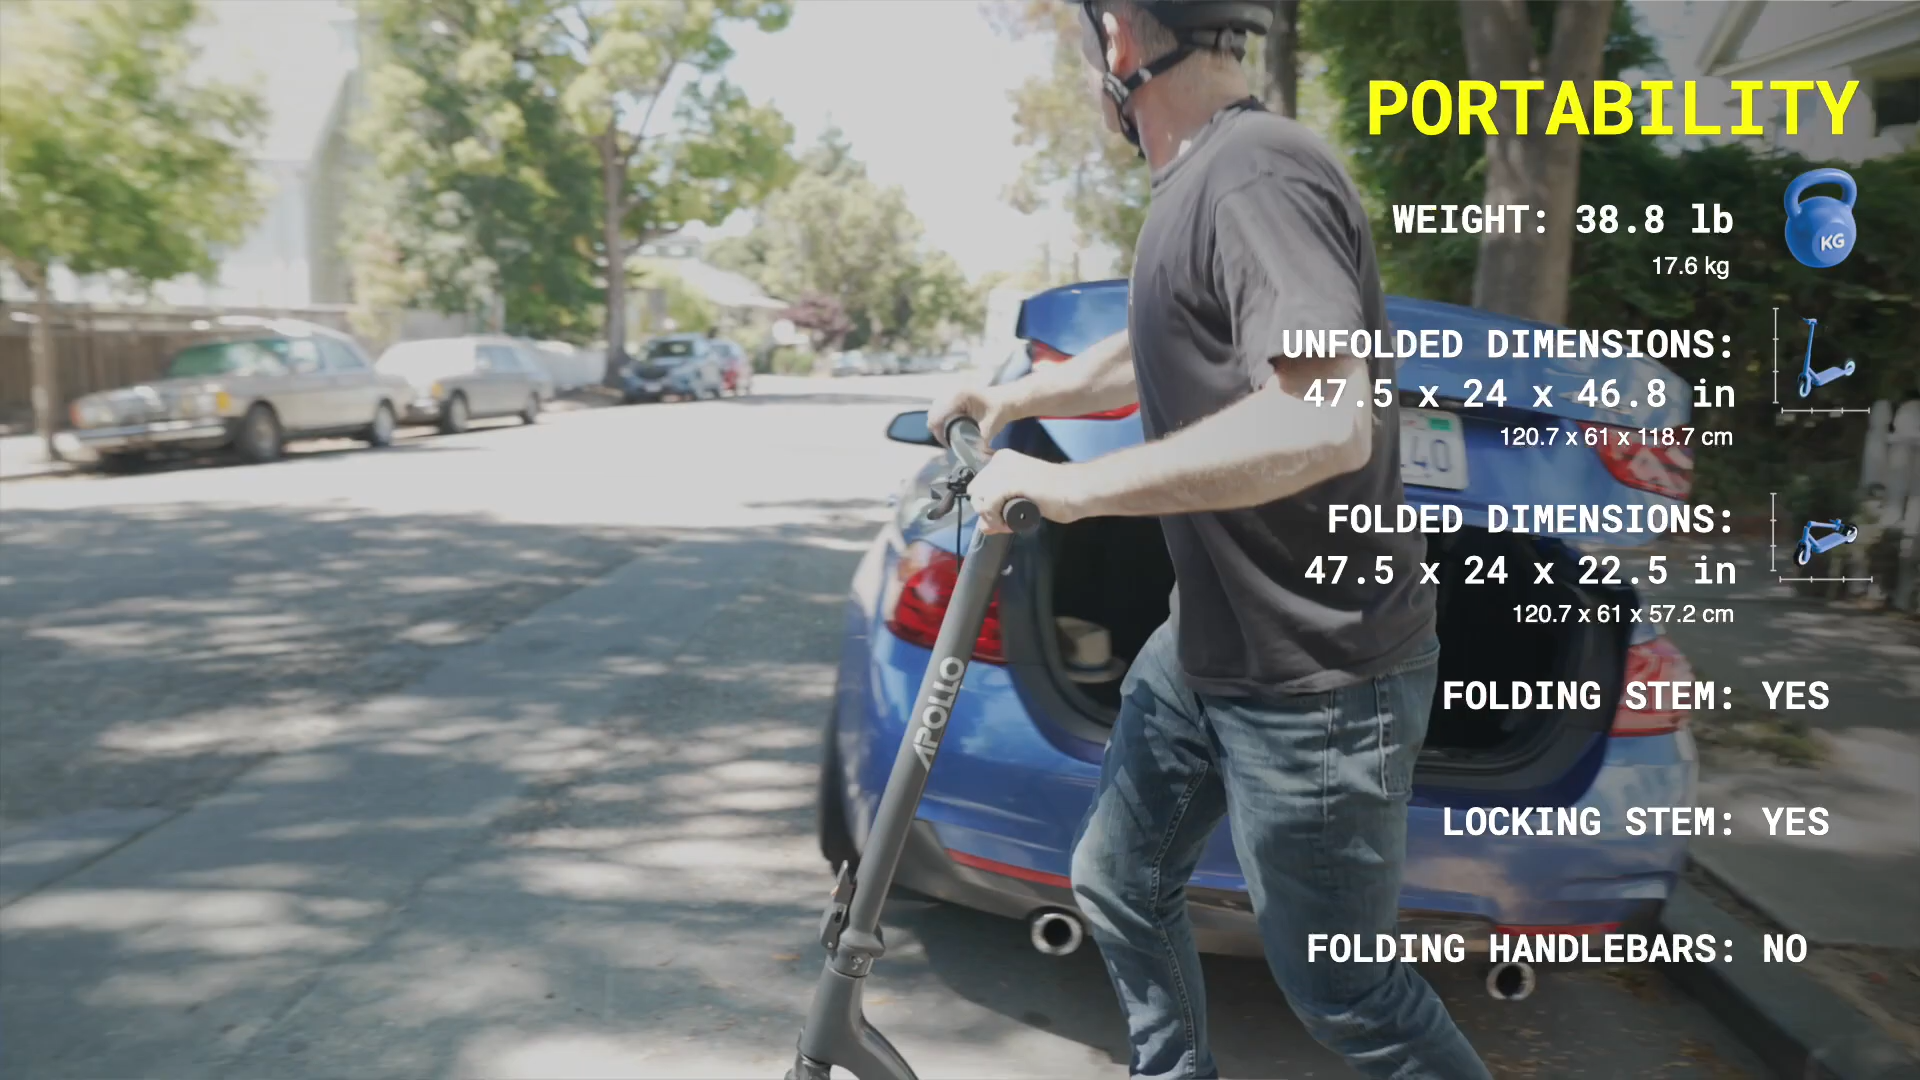 PORTABILITY
WEIGHT: 38.8 lb
KG
17.6 kg
UNFOLDED DIMENSIONS:
47.5 x 24 x 46.8 in
120.7 x 61 x 118.7 cm
FOLDED DIMENSIONS:
47.5 x 24 x 22.5 in
120.7 x 61 x 57.2 cm
APOLLO
FOLDING STEM: YES
LOCKING STEM: YES
FOLDING HANDLEBARS: NO